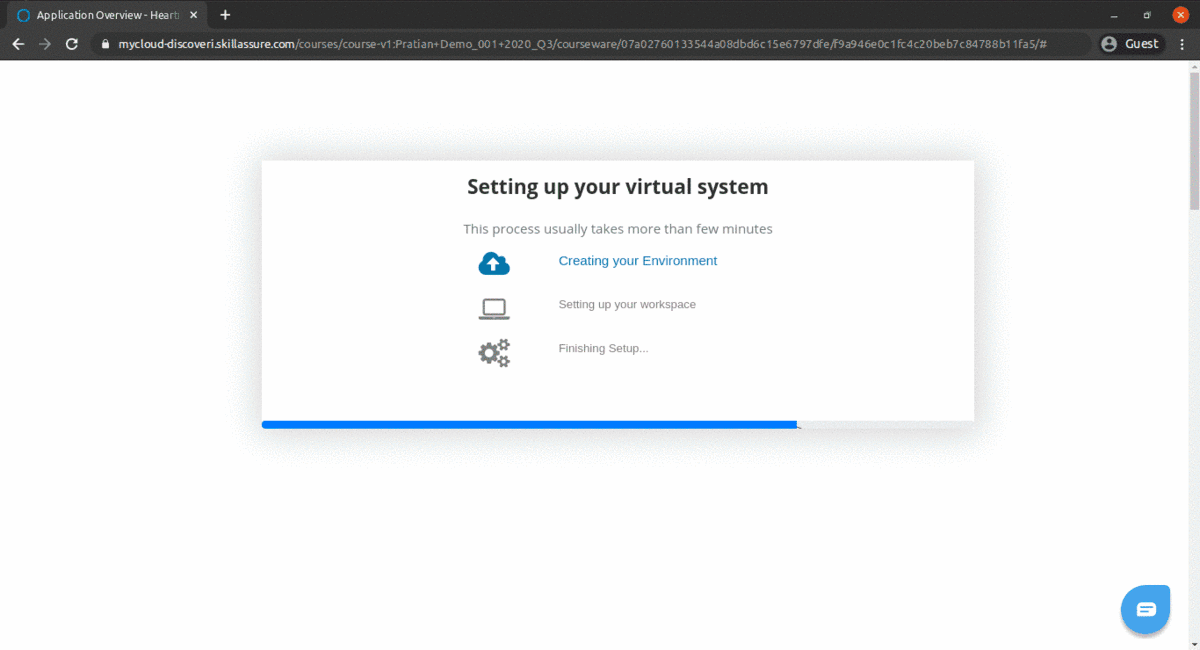 Application Overview - Heart
mycloud-discoveri.skillassure.com/courses/course-v1:Pratian+Demo_001+2020_Q3/courseware/07a02760133544a08dbd6c15e6797dfe/f9a946e0c1fc4c20beb7c84788b11fa5/#
Guest
Setting up your virtual system
This process usually takes more than few minutes
Creating your Environment
Setting up your workspace
Finishing Setup...